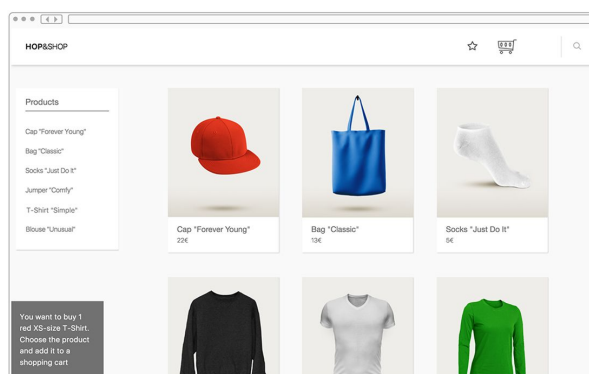 HOP&SHOP
Products
Cap "Forever Young"
Bag "Classic"
Socks "Just Do It"
Jumper "Comfy"
T-Shirt "Simple"
Blouse "Unusual"
Cap "Forever Young"
22€
Bag "Classic"
13€
Socks "Just Do It"
5€
You want to buy 1
red XS-size T-Shirt.
Choose the product
and add it to a
shopping cart